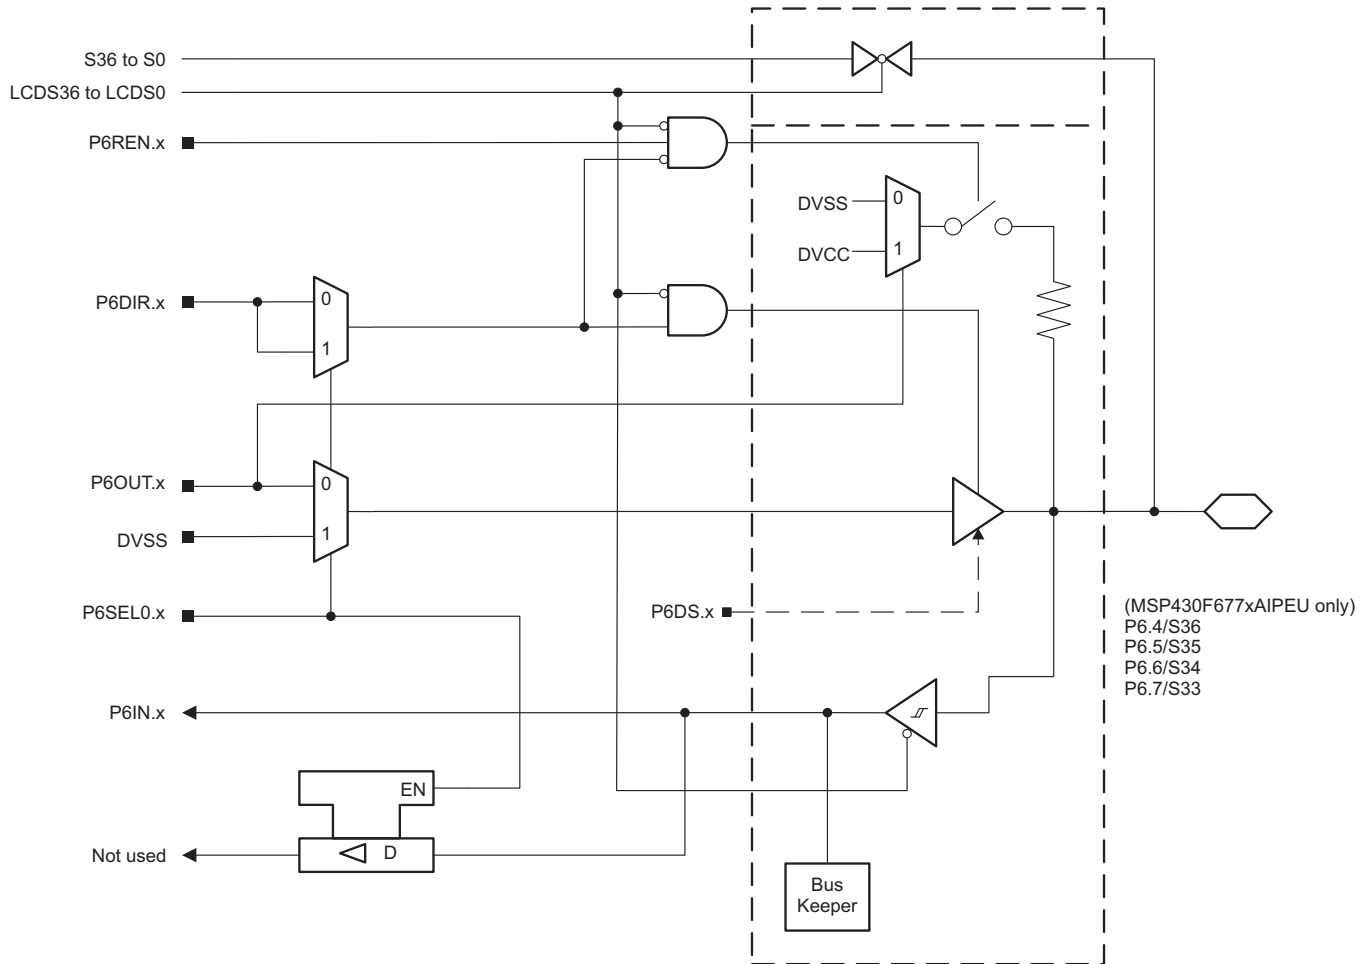 S36 to S0
LCDS36 to LCDS0
P6REN.x
DVSS
0
DVCC
1
P6DIR.x
0
1
P6OUT.x
0
DVSS
1
P6SEL0.x
P6DS.x
(MSP430F677xAIPEU only)
P6.4/S36
P6.5/S35
P6.6/S34
P6.7/S33
P6IN.x
EN
Not used
D
Bus
Keeper